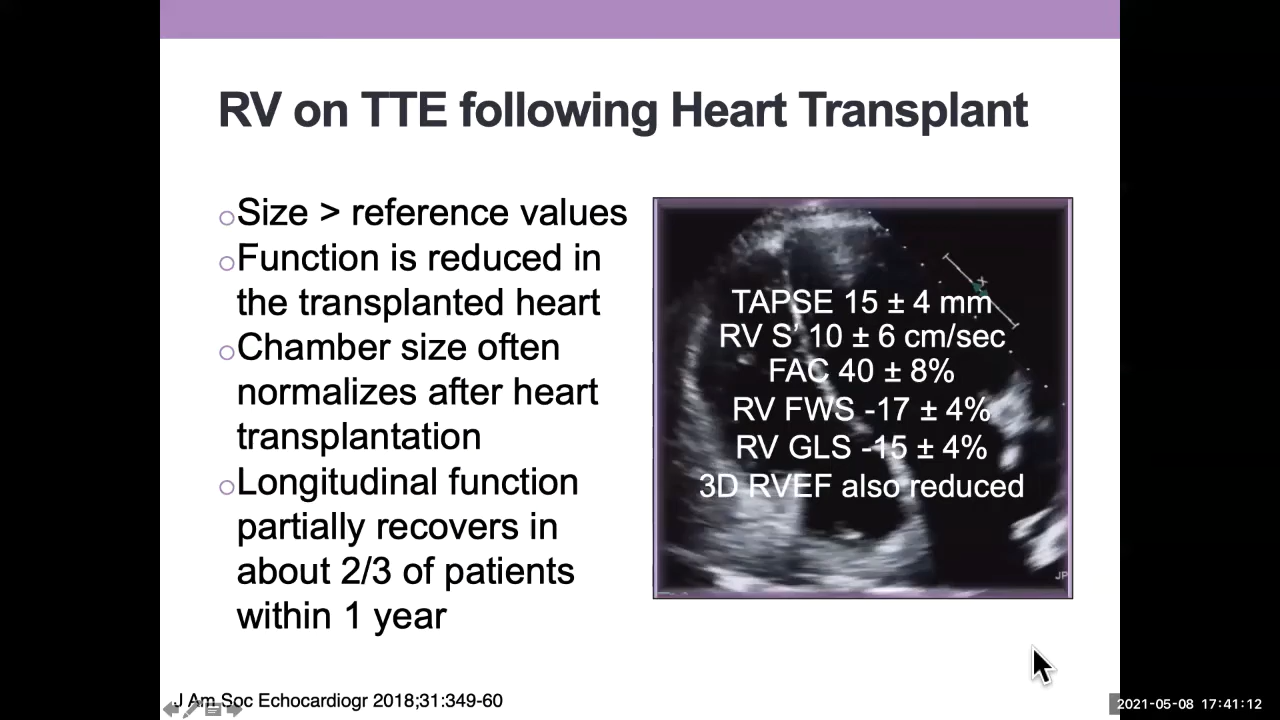 RV on TTE following Heart Transplant
Size > reference values
Function is reduced in
the transplanted heart
Chamber size often
normalizes after heart
transplantation
Longitudinal function
partially recovers in
about 2/3 of patients
within 1 year
TAPSE 15 ± 4 mm
RV S' 10 ± 6 cm/sec
FAC 40 ± 8%
RV FWS -17 ± 4%
RV GLS -15 ± 4%
3D RVEF also reduced
JP
J Am Soc Echocardiogr 2018;31:349-60
2021-05-08 17:41:12